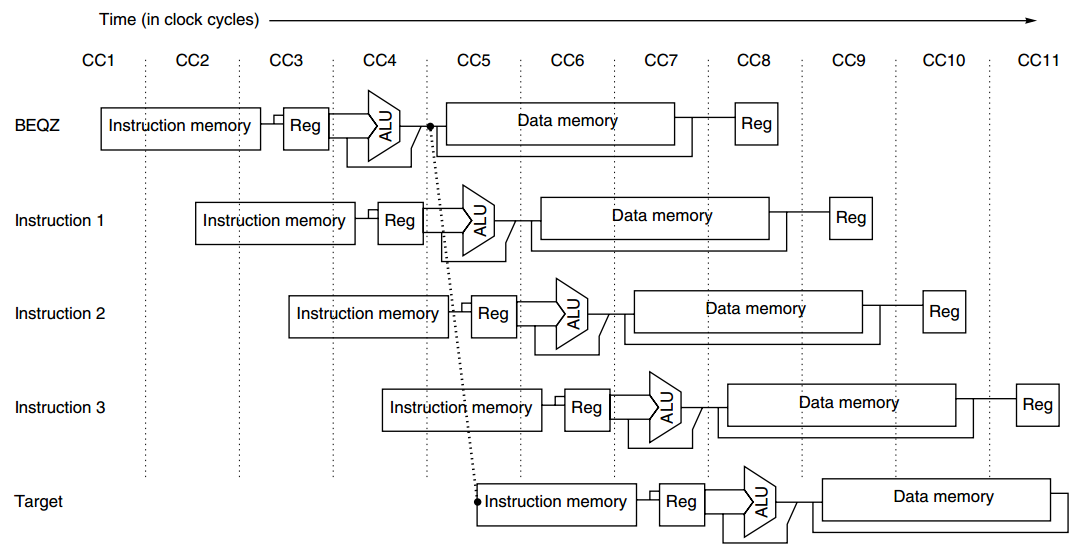 Time (in clock cycles)
CC1 CC2 CC3 CC4 CC5 CC6 CC7 CC8 CC9 CC10 CC11
BEQZ Instruction memory Reg ALU Data memory Reg
Instruction 1 Instruction memory Reg ALU Data memory Reg
Instruction 2 Instruction memory Reg ALU Data memory Reg
Instruction 3 Instruction memory Reg ALU Data memory Reg
Target Instruction memory Reg ALU Data memory